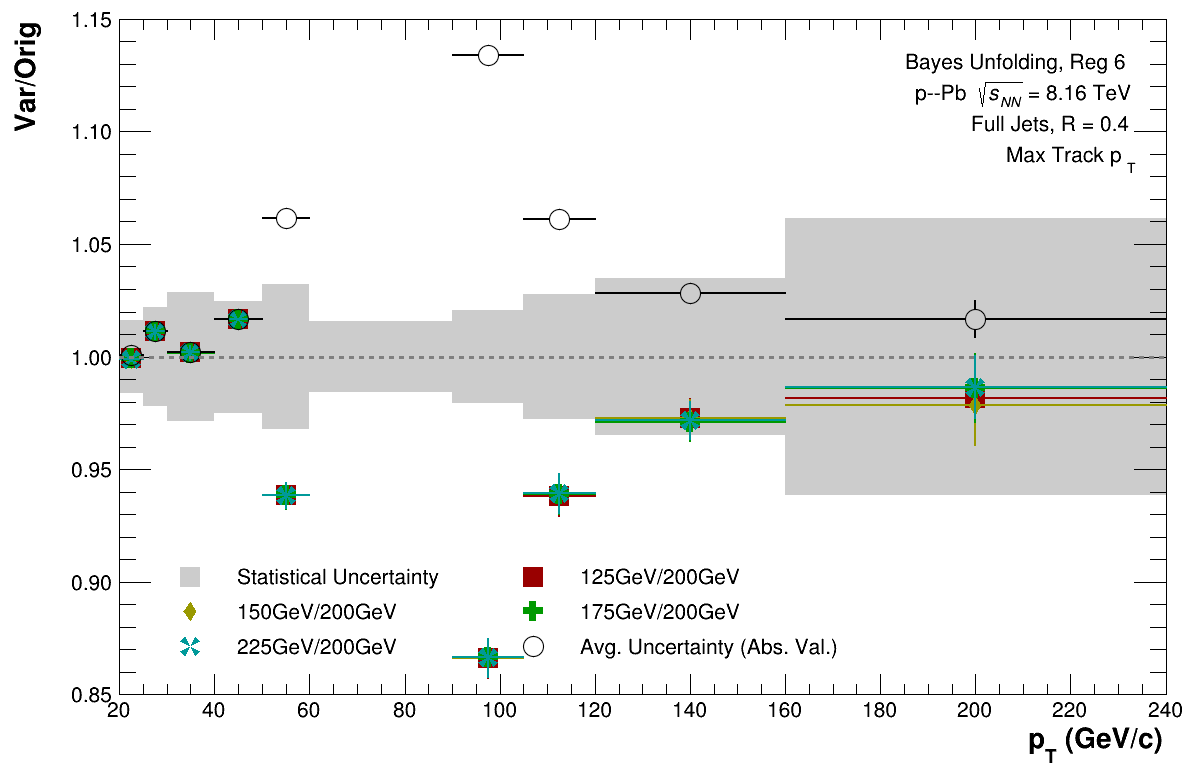 Var/Orig
1.15
1.10
1.05
1.00
0.95
0.90
0.85
Bayes Unfolding, Reg 6
p--Pb √sNN = 8.16 TeV
Full Jets, R = 0.4
Max Track pT
Statistical Uncertainty
125GeV/200GeV
150GeV/200GeV
175GeV/200GeV
225GeV/200GeV
Avg. Uncertainty (Abs. Val.)
20 40 60 80 100 120 140 160 180 200 220 240
pT (GeV/c)